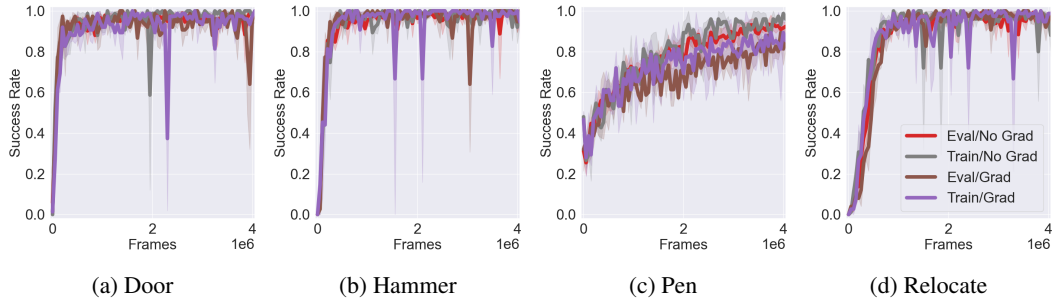 1.0
0.8
0.6
0.4
0.2
0.0
Success Rate
0 2 4
Frames 1e6
(a) Door
1.0
0.8
0.6
0.4
0.2
0.0
Success Rate
0 2 4
Frames 1e6
(b) Hammer
1.0
0.8
0.6
0.4
0.2
0.0
Success Rate
0 2 4
Frames 1e6
(c) Pen
1.0
0.8
0.6
0.4
0.2
0.0
Success Rate
Eval/No Grad
Train/No Grad
Eval/Grad
Train/Grad
0 2 4
Frames 1e6
(d) Relocate